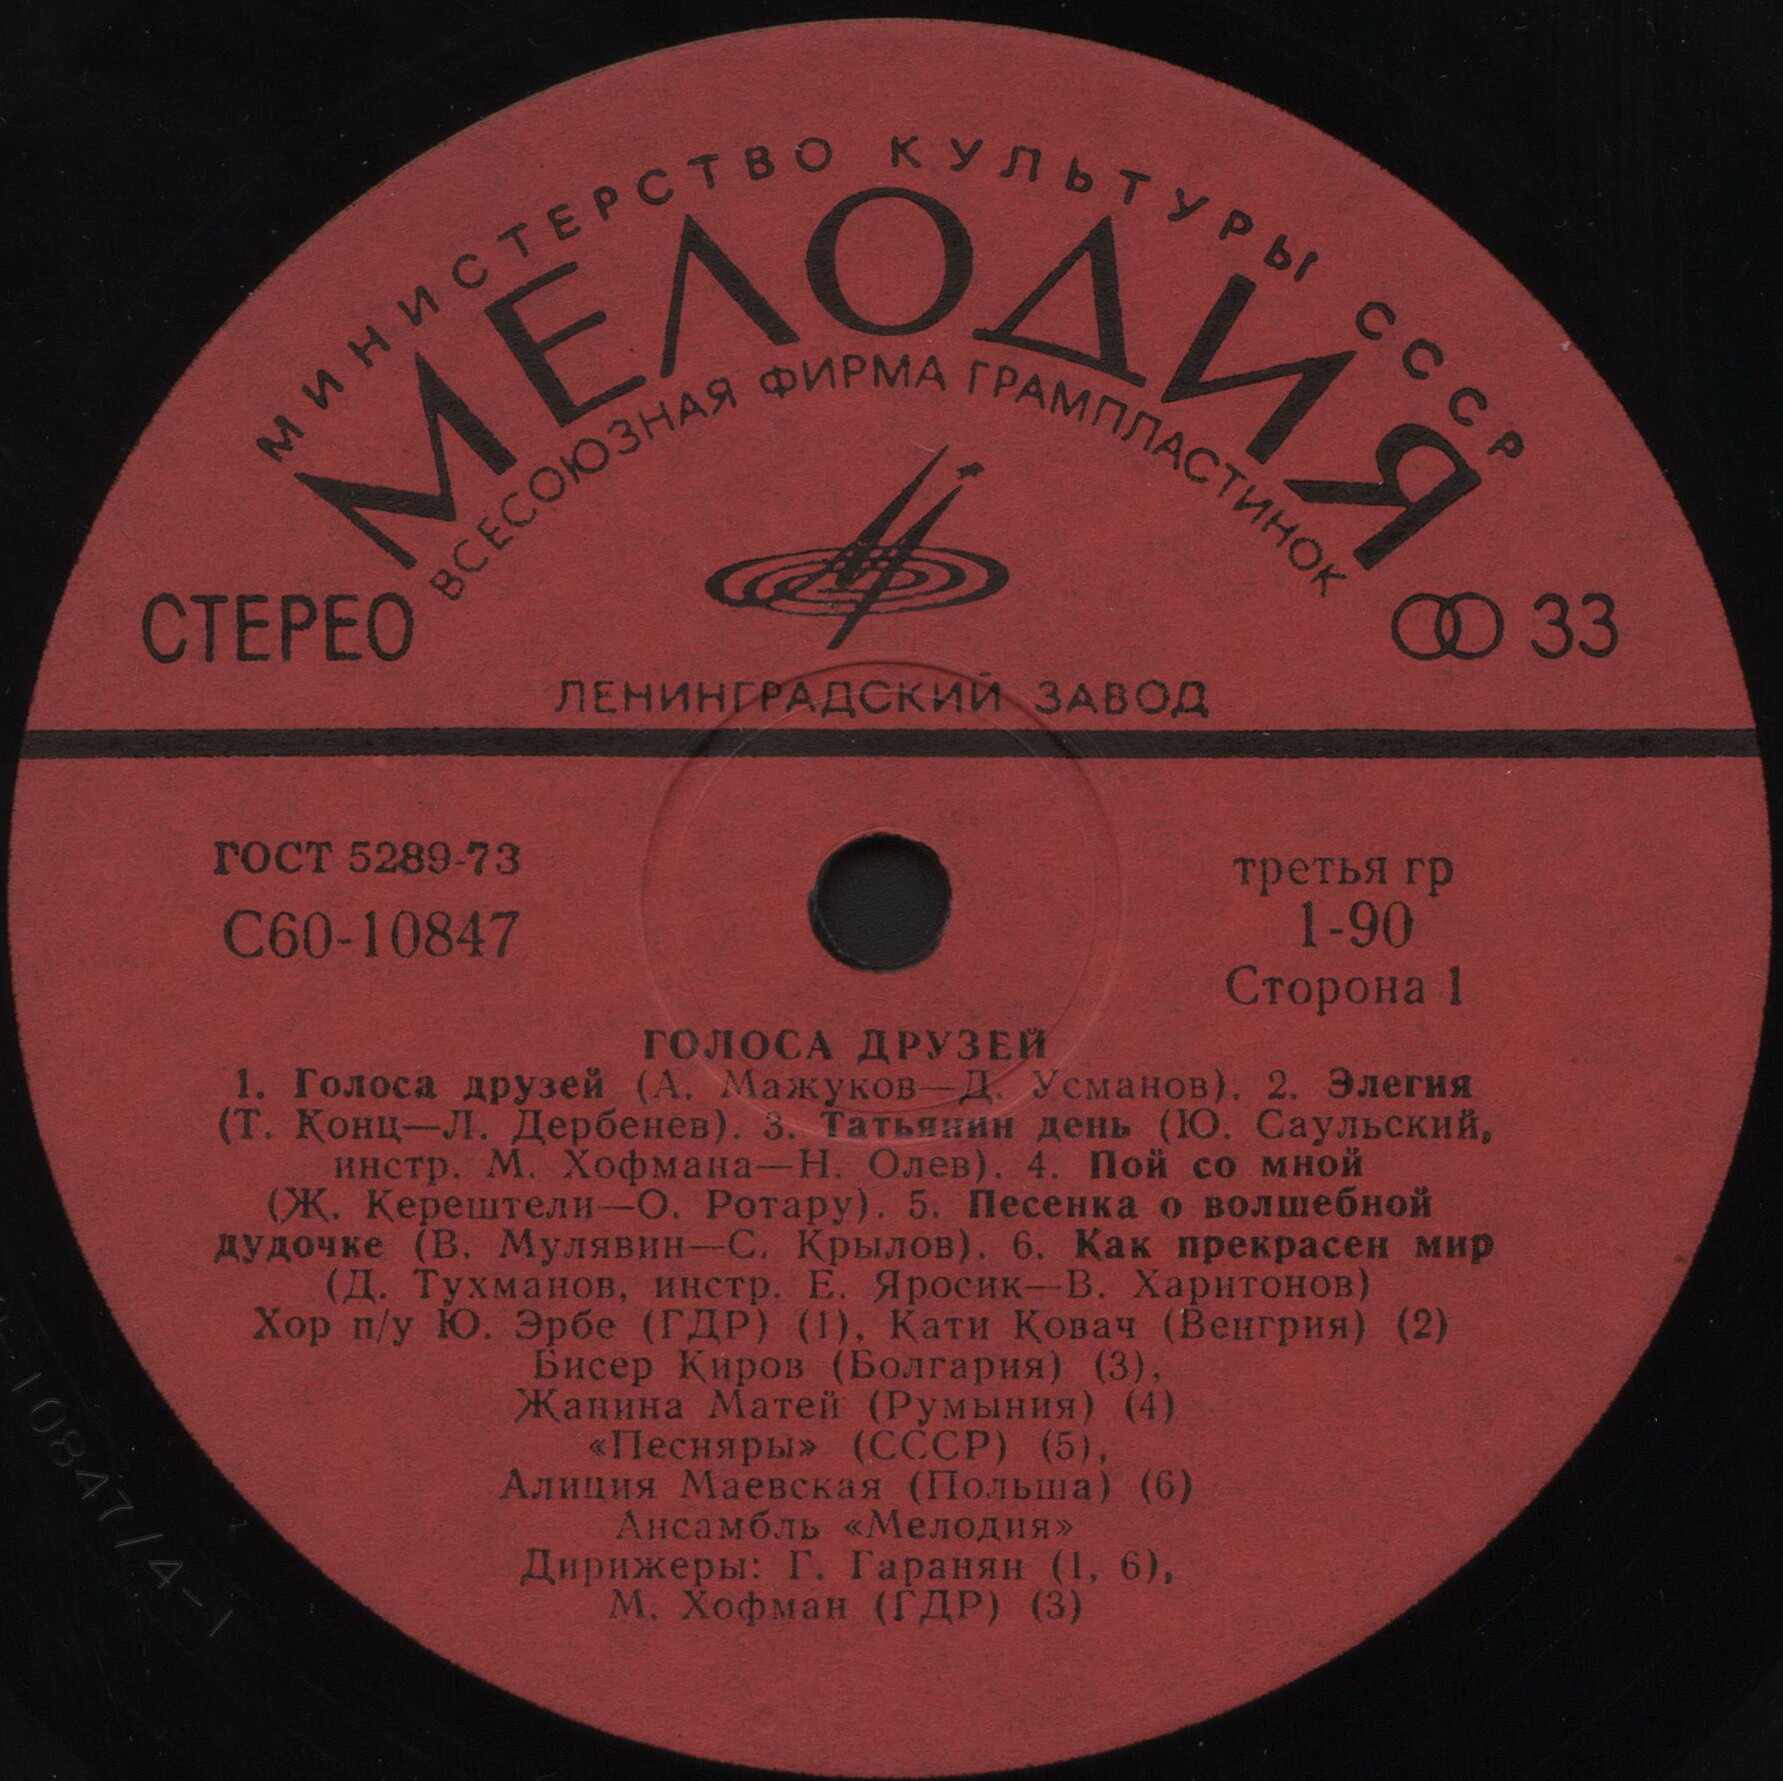 МИНИСТЕРСТВО КУЛЬТУРЫ СССР
МЕЛОДИЯ
ВСЕСОЮЗНАЯ ФИРМА ГРАМПЛАСТИНОК
СТЕРЕО
33
ЛЕНИНГРАДСКИЙ ЗАВОД
ГОСТ 5289-73
С60-10847
третья гр
1-90
Сторона 1
ГОЛОСА ДРУЗЕЙ
1. Голоса друзей (А. Мажуков—Д. Усманов). 2. Элегия
(Т. Конц—Л. Дербенев). 3. Татьянин день (Ю. Саульский,
инстр. М. Хофмана—Н. Олев). 4. Пой со мной
(Ж. Керештели—О. Ротару). 5. Песенка о волшебной
дудочке (В. Мулявин—С. Крылов). 6. Как прекрасен мир
(Д. Тухманов, инстр. Е. Яросик—В. Харитонов)
Хор п/у Ю. Эрбе (ГДР) (1), Кати Ковач (Венгрия) (2)
Бисер Киров (Болгария) (3),
Жанина Матей (Румыния) (4)
«Песняры» (СССР) (5),
Алиция Маевская (Польша) (6)
Ансамбль «Мелодия»
Дирижеры: Г. Гаранян (1, 6),
М. Хофман (ГДР) (3)
-10847/4-1